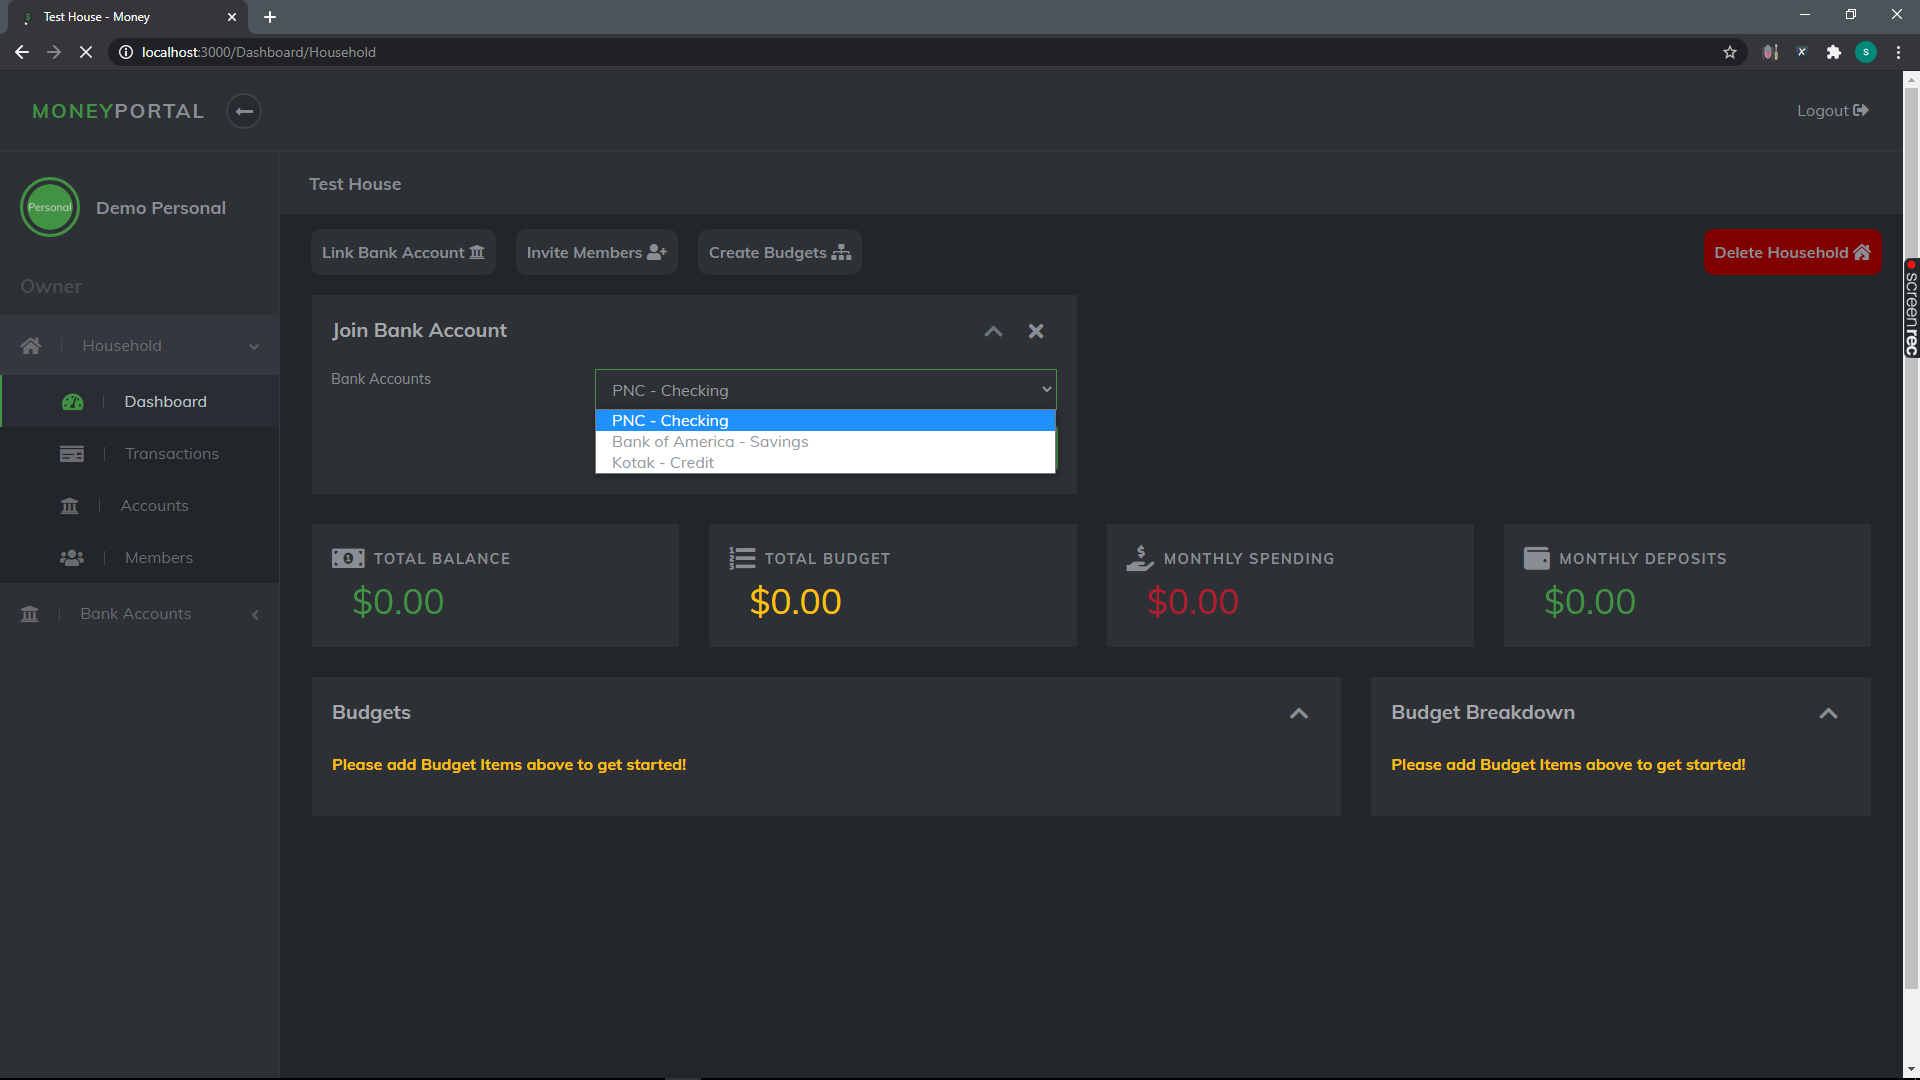 Test House - Money
localhost:3000/Dashboard/Household
S
MONEYPORTAL
Logout
Personal
Demo Personal
Test House
Link Bank Account
Invite Members
Create Budgets
Delete Household
Owner
screenrec
Join Bank Account
Household
Bank Accounts
PNC - Checking
Dashboard
PNC - Checking
Bank of America - Savings
Kotak - Credit
Transactions
Accounts
Members
TOTAL BALANCE
$0.00
TOTAL BUDGET
$0.00
MONTHLY SPENDING
$0.00
MONTHLY DEPOSITS
$0.00
Bank Accounts
Budgets
Please add Budget Items above to get started!
Budget Breakdown
Please add Budget Items above to get started!